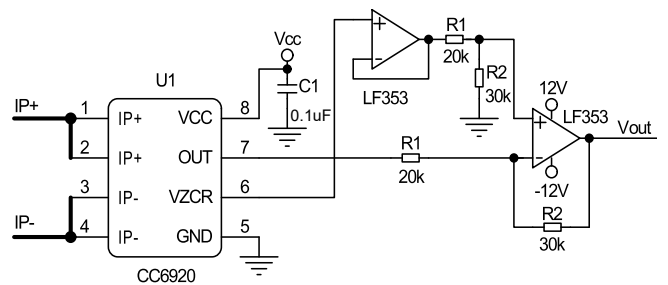 Vcc
U1
C1
0.1uF
IP+
IP-
1
2
3
4
IP+
IP+
IP-
IP-
VCC
OUT
VZCR
GND
8
7
6
5
CC6920
+
-
LF353
R1
20k
R2
30k
R1
20k
12V
LF353
+
-
-12V
Vout
R2
30k